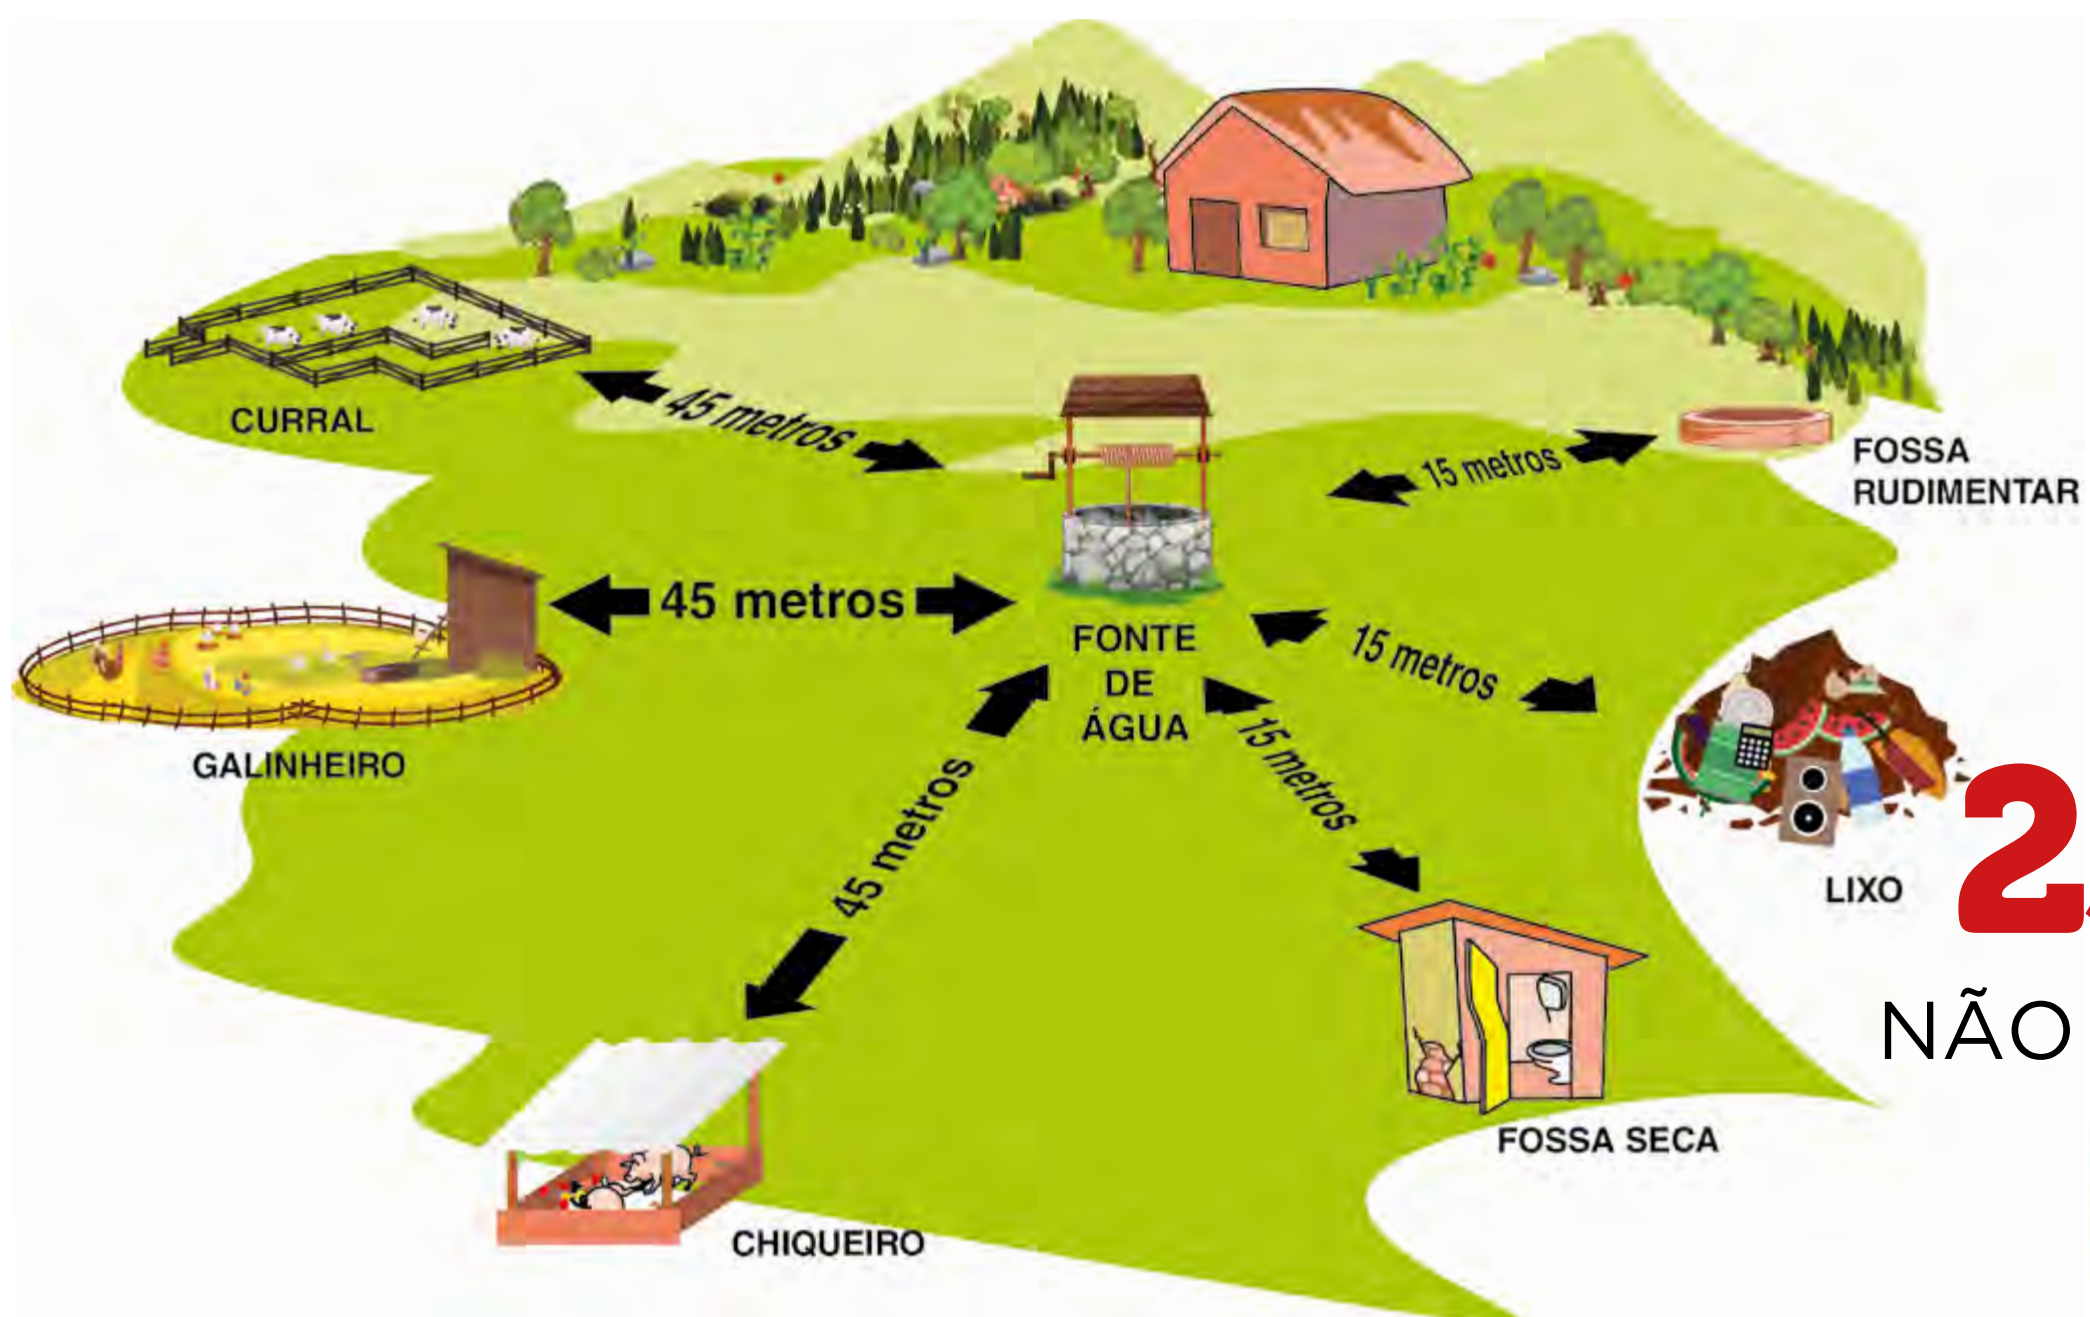 CURRAL
45 metros
15 metros
FOSSA
RUDIMENTAR
45 metros
FONTE
DE
ÁGUA
15 metros
GALINHEIRO
15 metros
45 metros
LIXO
2
NÃO
FOSSA SECA
CHIQUEIRO